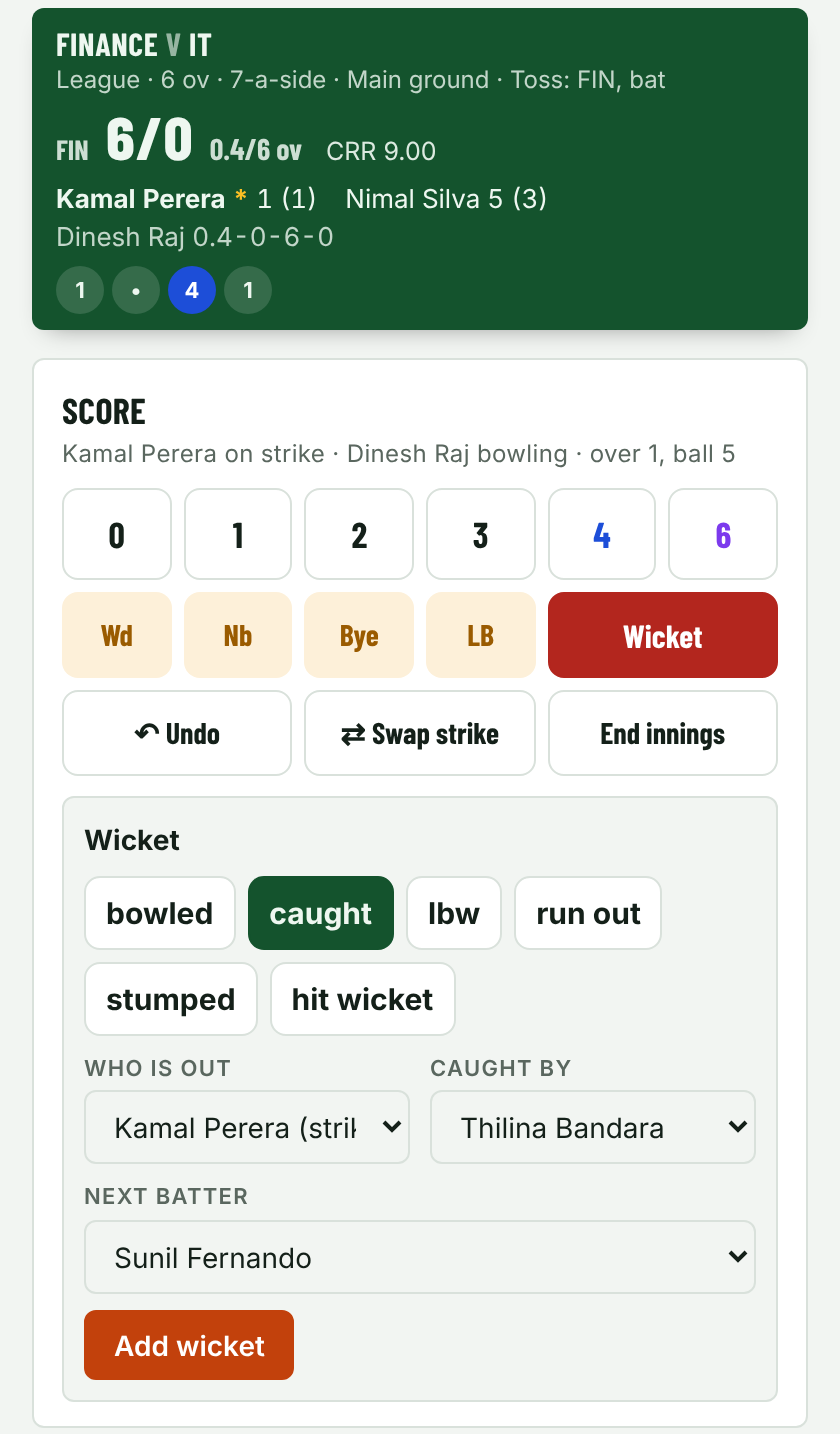 FINANCE V IT
League · 6 ov · 7-a-side · Main ground · Toss: FIN, bat
FIN 6/0 0.4/6 ov CRR 9.00
Kamal Perera * 1 (1) Nimal Silva 5 (3)
Dinesh Raj 0.4-0-6-0
1 • 4 1
SCORE
Kamal Perera on strike · Dinesh Raj bowling · over 1, ball 5
0 1 2 3 4 6
Wd Nb Bye LB Wicket
↶ Undo ⇄ Swap strike End innings
Wicket
bowled caught lbw run out
stumped hit wicket
WHO IS OUT CAUGHT BY
Kamal Perera (strik Thilina Bandara
NEXT BATTER
Sunil Fernando
Add wicket